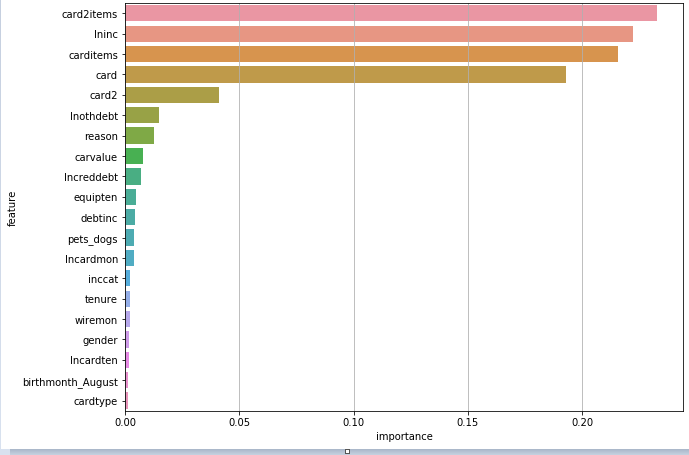 card2items
lninc
carditems
card
card2
lnothdebt
reason
carvalue
lncreddebt
equipten
debtinc
pets_dogs
lncardmon
inccat
tenure
wiremon
gender
lncardten
birthmonth_August
cardtype
feature
0.00 0.05 0.10 0.15 0.20
importance